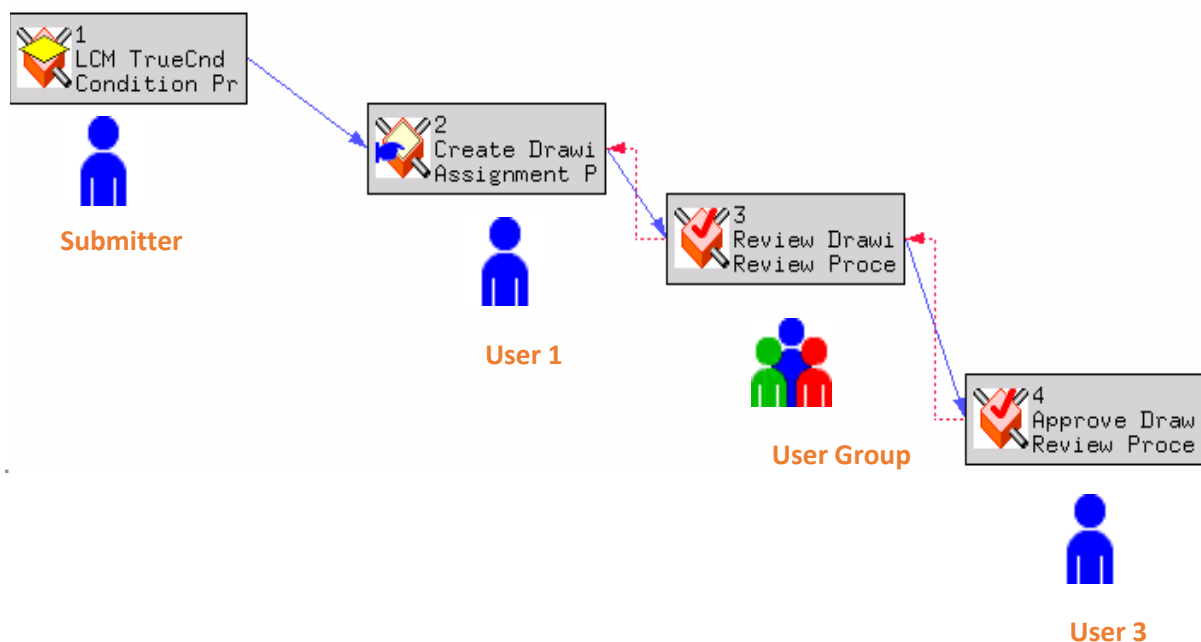 1
LCM TrueCnd
Condition Pr
Submitter
2
Create Drawi
Assignment P
User 1
3
Review Drawi
Review Proce
User Group
4
Approve Draw
Review Proce
User 3